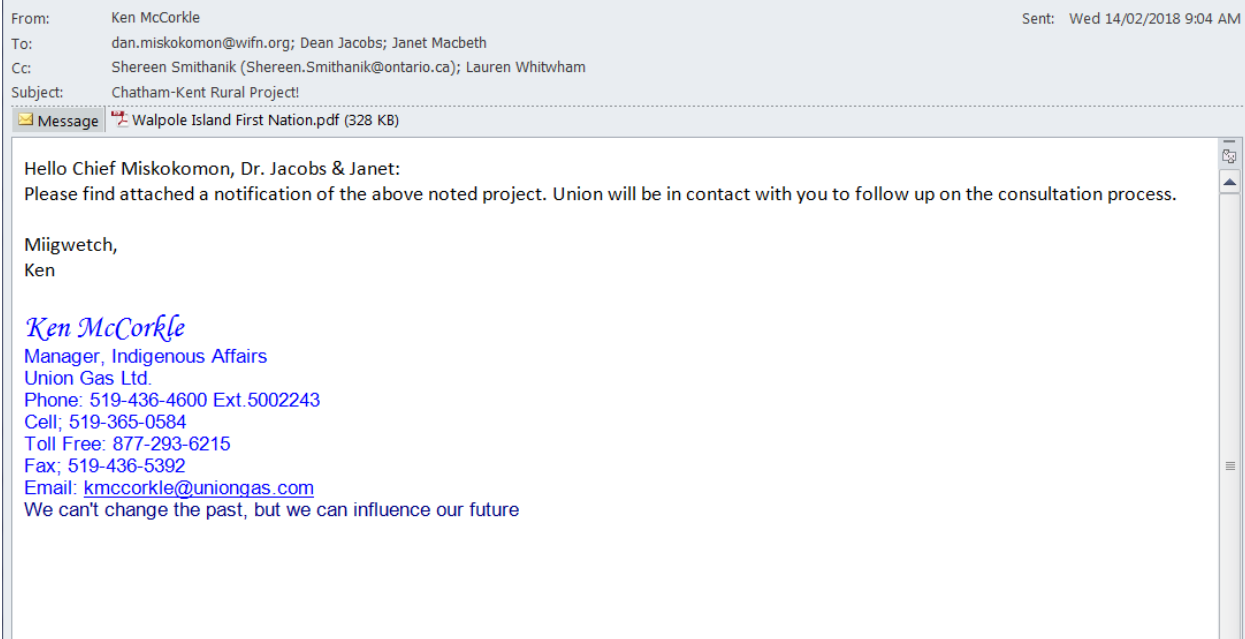 From: Ken McCorkle Sent: Wed 14/02/2018 9:04 AM
To: dan.miskokomon@wifn.org; Dean Jacobs; Janet Macbeth
Cc: Shereen Smithanik (Shereen.Smithanik@ontario.ca); Lauren Whitwham
Subject: Chatham-Kent Rural Project!
Message Walpole Island First Nation.pdf (328 KB)
Hello Chief Miskokomon, Dr. Jacobs & Janet:
Please find attached a notification of the above noted project. Union will be in contact with you to follow up on the consultation process.
Miigwetch,
Ken
Ken McCorkle
Manager, Indigenous Affairs
Union Gas Ltd.
Phone: 519-436-4600 Ext.5002243
Cell; 519-365-0584
Toll Free: 877-293-6215
Fax; 519-436-5392
Email: kmccorkle@uniongas.com
We can't change the past, but we can influence our future